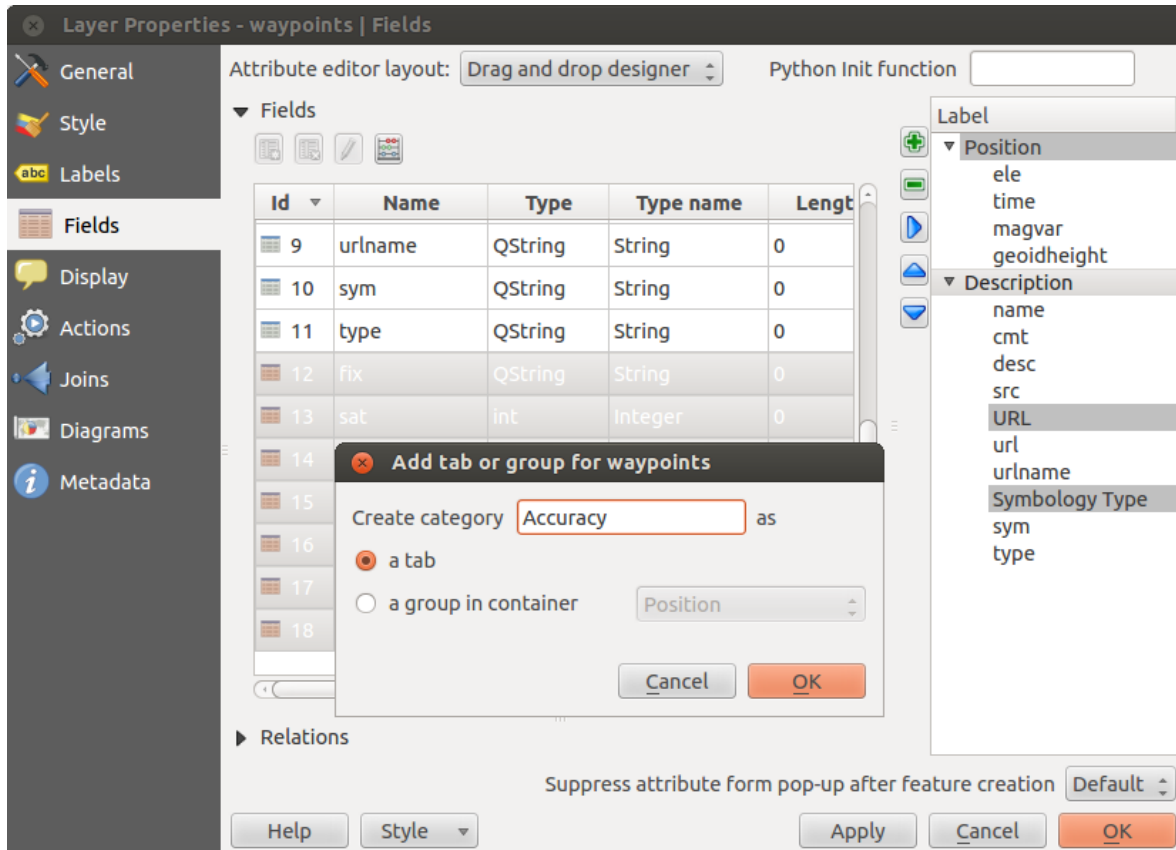 Layer Properties - waypoints | Fields
General
Style
Labels
Fields
Display
Actions
Joins
Diagrams
Metadata
abc
Attribute editor layout: Drag and drop designer Python Init function
Fields
Id Name Type Type name Lengt
9 urlname QString String 0
10 sym QString String 0
11 type QString String 0
12 fix QString String 0
13 sat int Integer 0
14
15
16
17
18
Add tab or group for waypoints
Create category Accuracy as
a tab
a group in container Position
Cancel OK
Label
Position
ele
time
magvar
geoidheight
Description
name
cmt
desc
src
URL
url
urlname
Symbology Type
sym
type
Relations
Suppress attribute form pop-up after feature creation Default
Help Style Apply Cancel OK